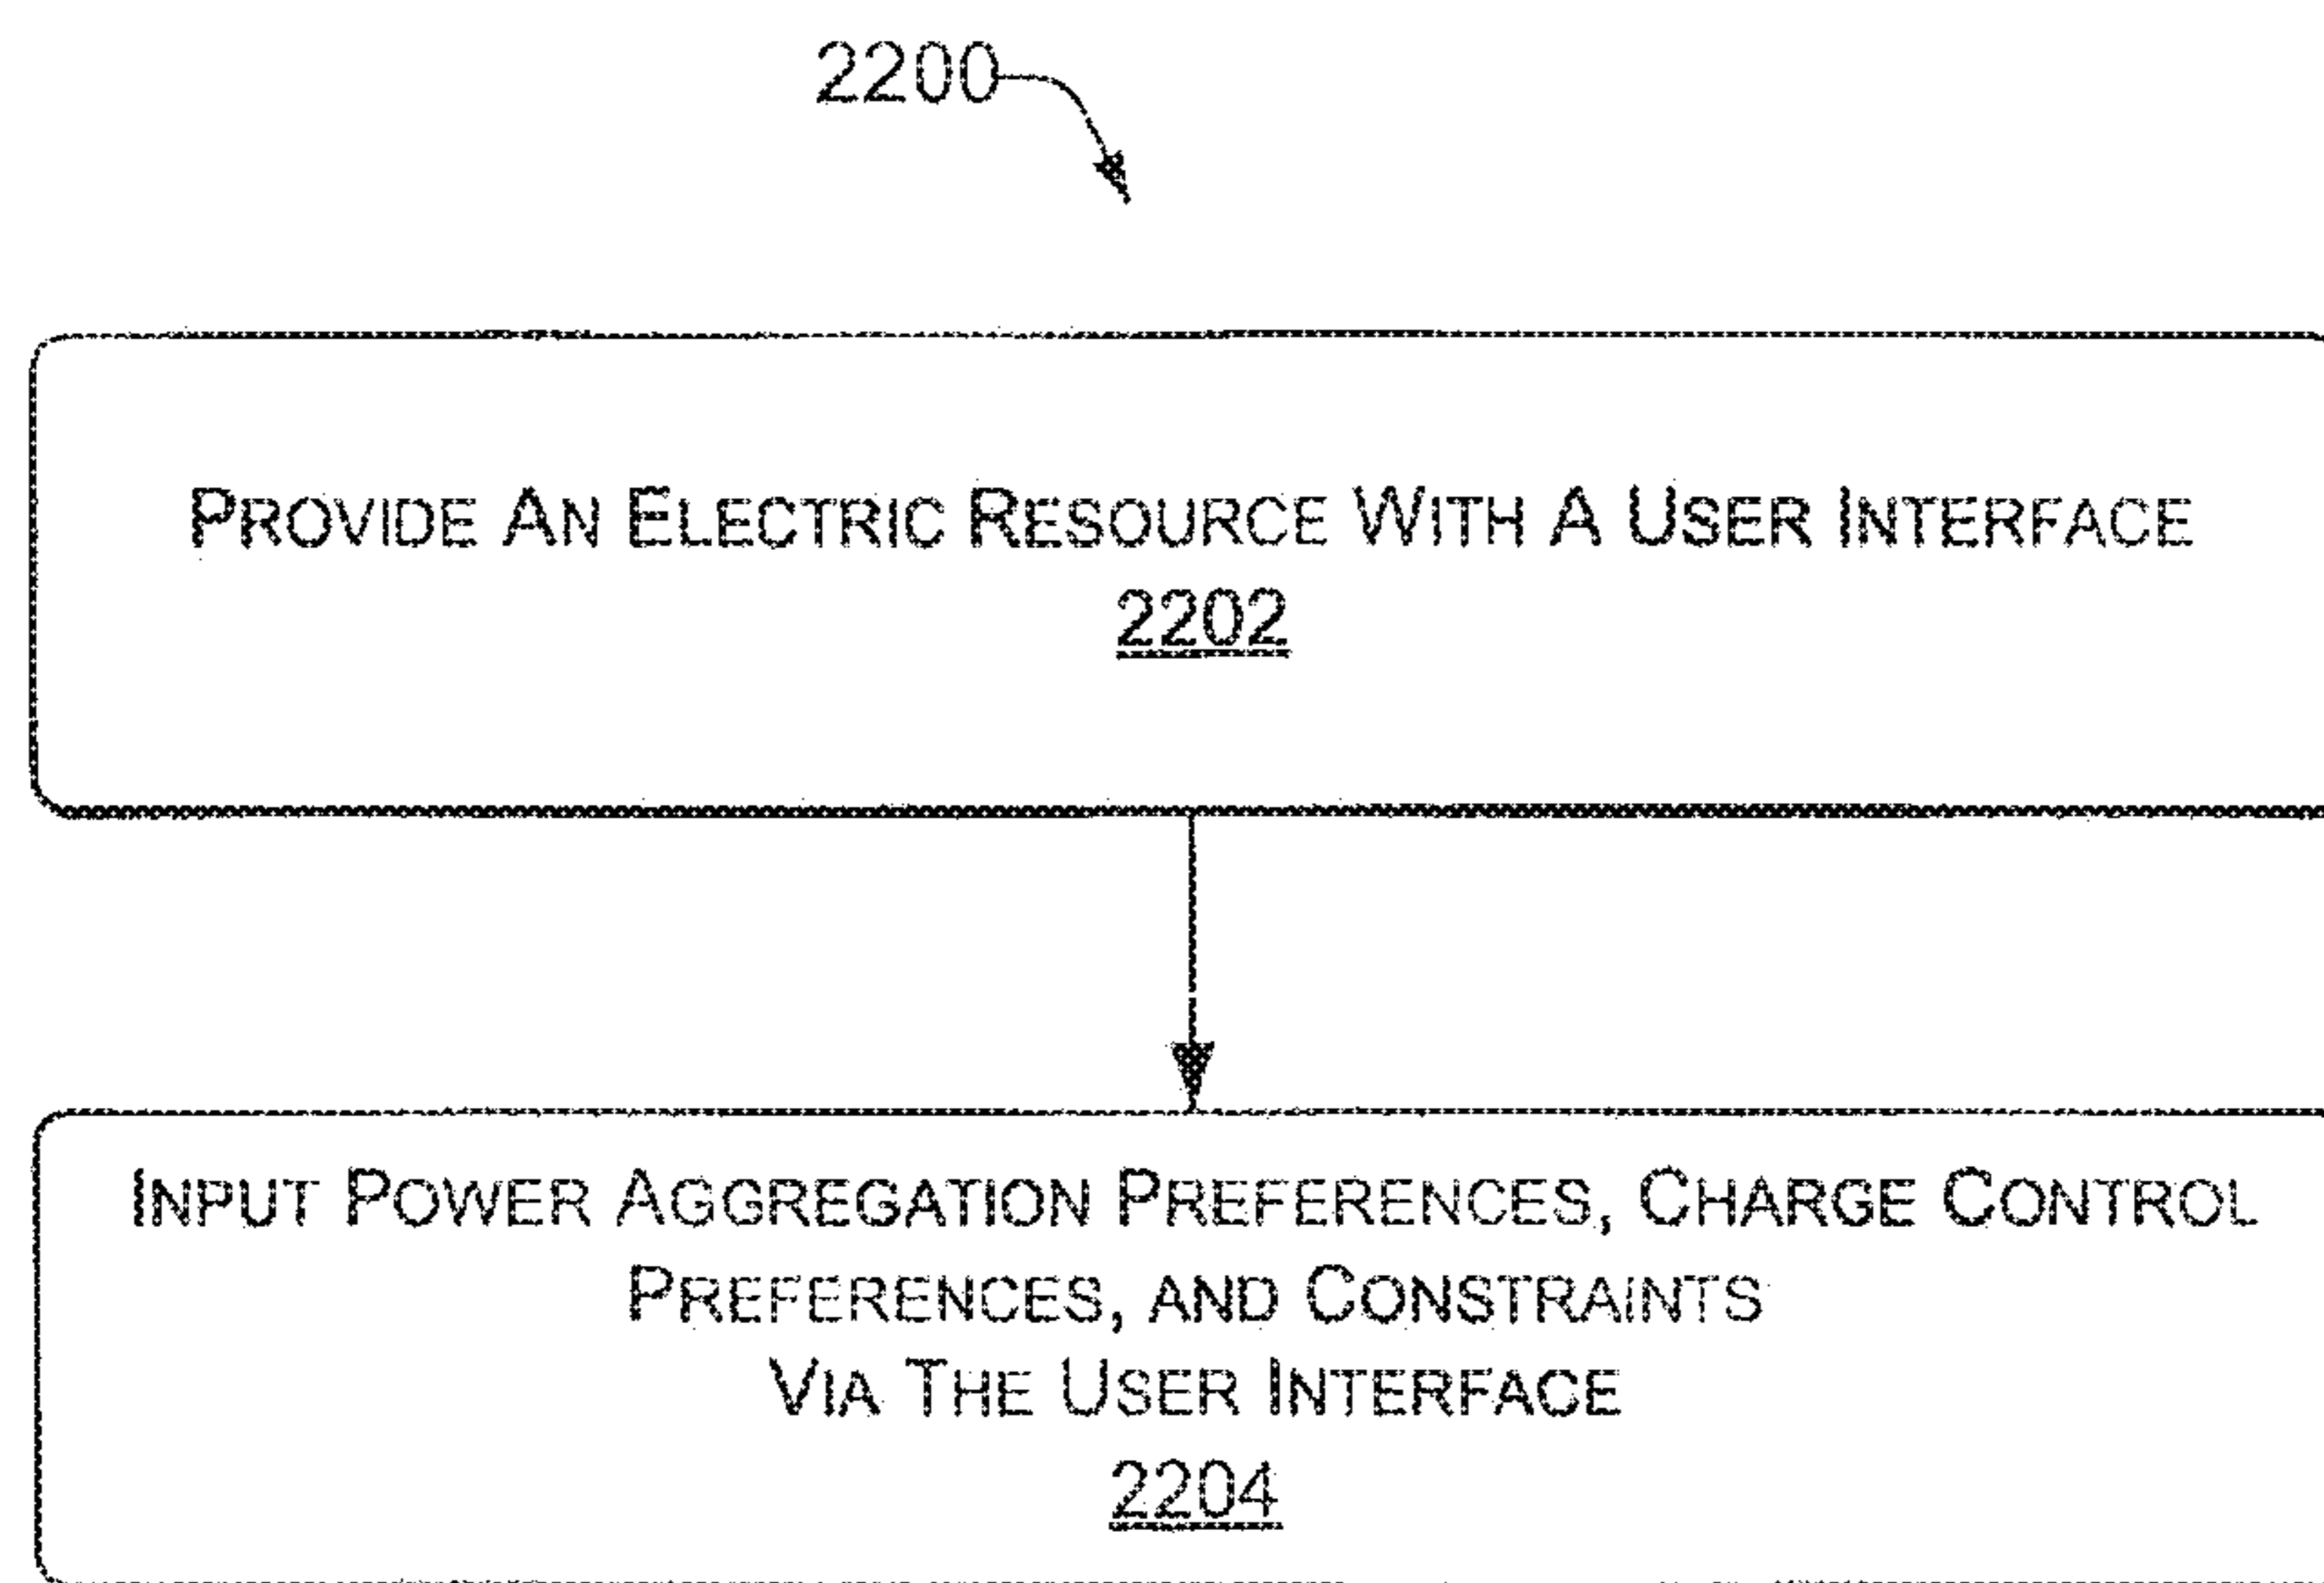 2200
PROVIDE AN ELECTRIC RESOURCE WITH A USER INTERFACE
2202
INPUT POWER AGGREGATION PREFERENCES, CHARGE CONTROL
PREFERENCES, AND CONSTRAINTS
VIA THE USER INTERFACE
2204